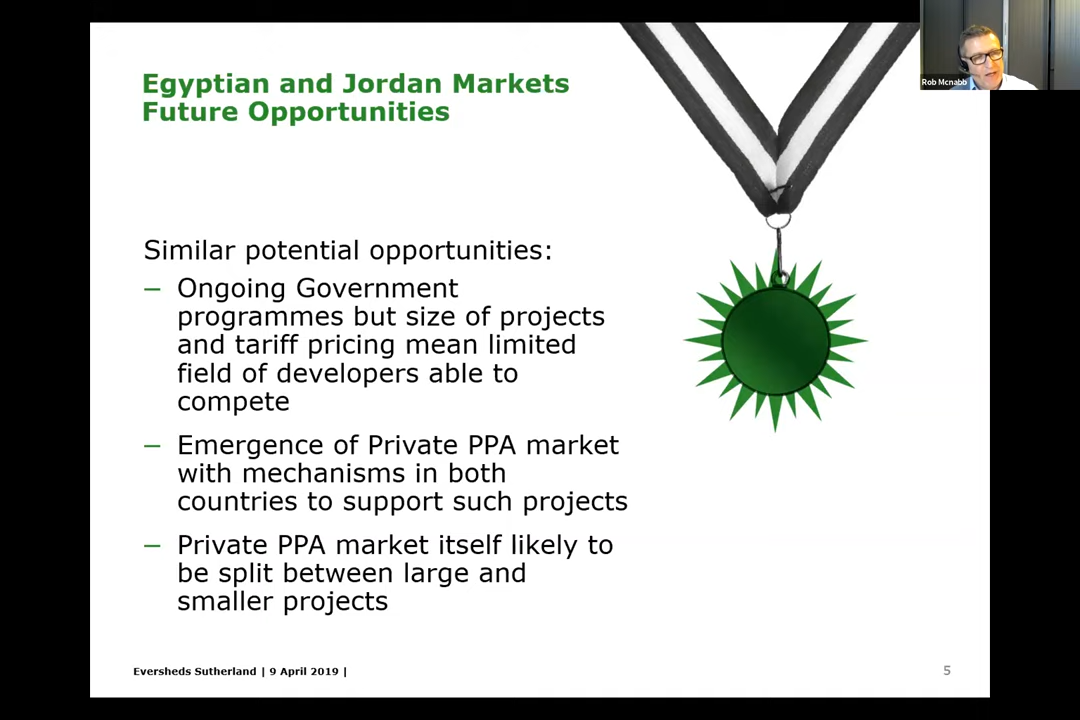 Rob Mcnabb
Egyptian and Jordan Markets
Future Opportunities
Similar potential opportunities:
– Ongoing Government
programmes but size of projects
and tariff pricing mean limited
field of developers able to
compete
– Emergence of Private PPA market
with mechanisms in both
countries to support such projects
– Private PPA market itself likely to
be split between large and
smaller projects
Eversheds Sutherland | 9 April 2019 |
5